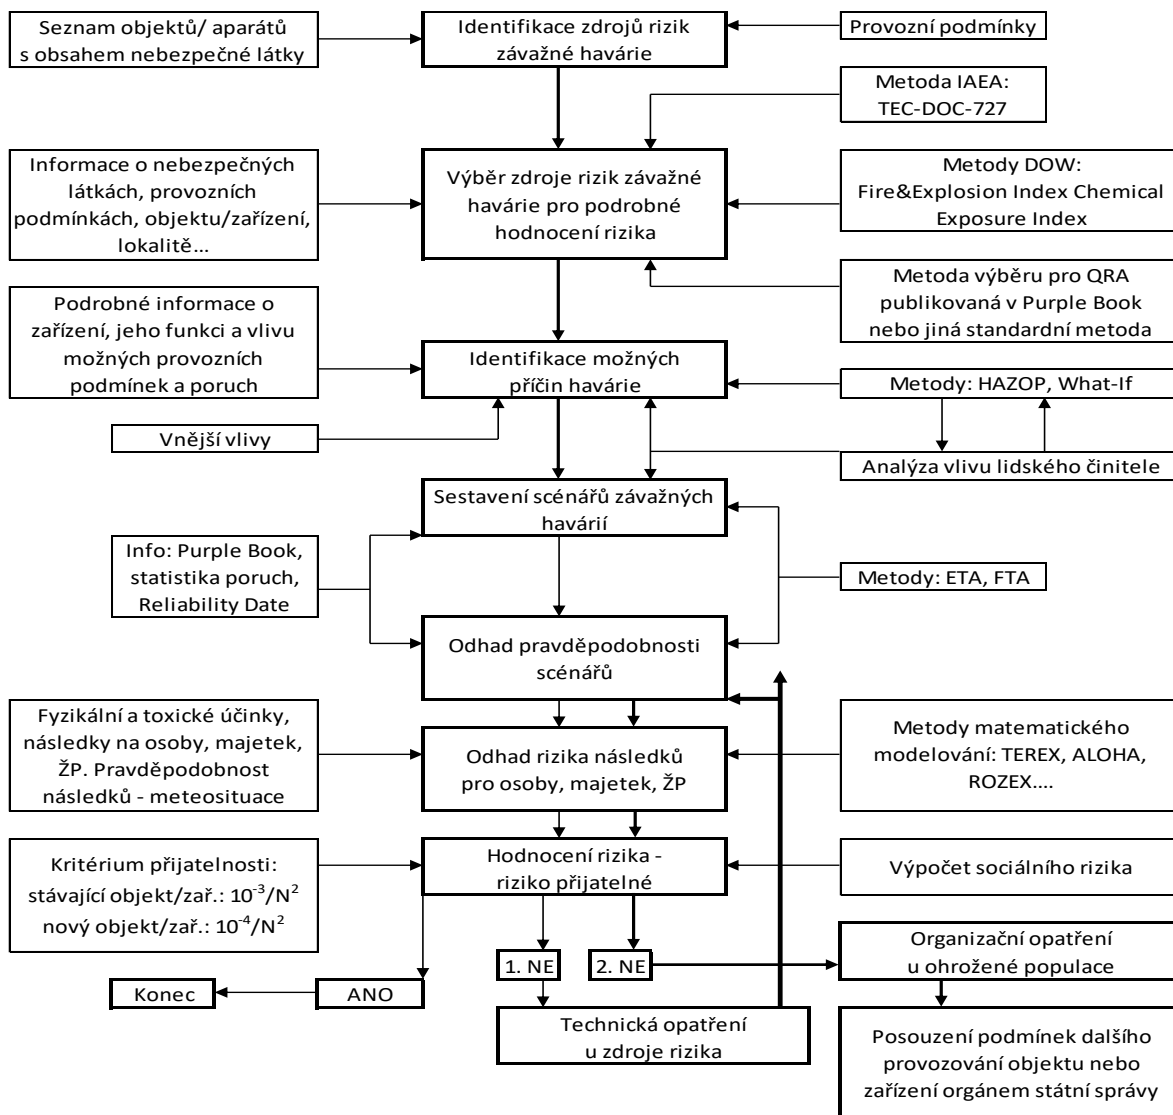 Seznam objektů/ aparátů
s obsahem nebezpečné látky
Identifikace zdrojů rizik
závažné havárie
Provozní podmínky
Metoda IAEA:
TEC-DOC-727
Informace o nebezpečných
látkách, provozních
podmínkách, objektu/zařízení,
lokalitě...
Výběr zdroje rizik závažné
havárie pro podrobné
hodnocení rizika
Metody DOW:
Fire&Explosion Index Chemical
Exposure Index
Metoda výběru pro QRA
publikovaná v Purple Book
nebo jiná standardní metoda
Podrobné informace o
zařízení, jeho funkci a vlivu
možných provozních
podmínek a poruch
Identifikace možných
příčin havárie
Metody: HAZOP, What-If
Vnější vlivy
Analýza vlivu lidského činitele
Sestavení scénářů závažných
havárií
Info: Purple Book,
statistika poruch,
Reliability Date
Metody: ETA, FTA
Odhad pravděpodobnosti
scénářů
Fyzikální a toxické účinky,
následky na osoby, majetek,
ŽP. Pravděpodobnost
následků - meteosituace
Odhad rizika následků
pro osoby, majetek, ŽP
Metody matematického
modelování: TEREX, ALOHA,
ROZEX....
Kritérium přijatelnosti:
stávající objekt/zař.: 10⁻³/N²
nový objekt/zař.: 10⁻⁴/N²
Hodnocení rizika -
riziko přijatelné
Výpočet sociálního rizika
1. NE
2. NE
Organizační opatření
u ohrožené populace
Konec
ANO
Technická opatření
u zdroje rizika
Posouzení podmínek dalšího
provozování objektu nebo
zařízení orgánem státní správy